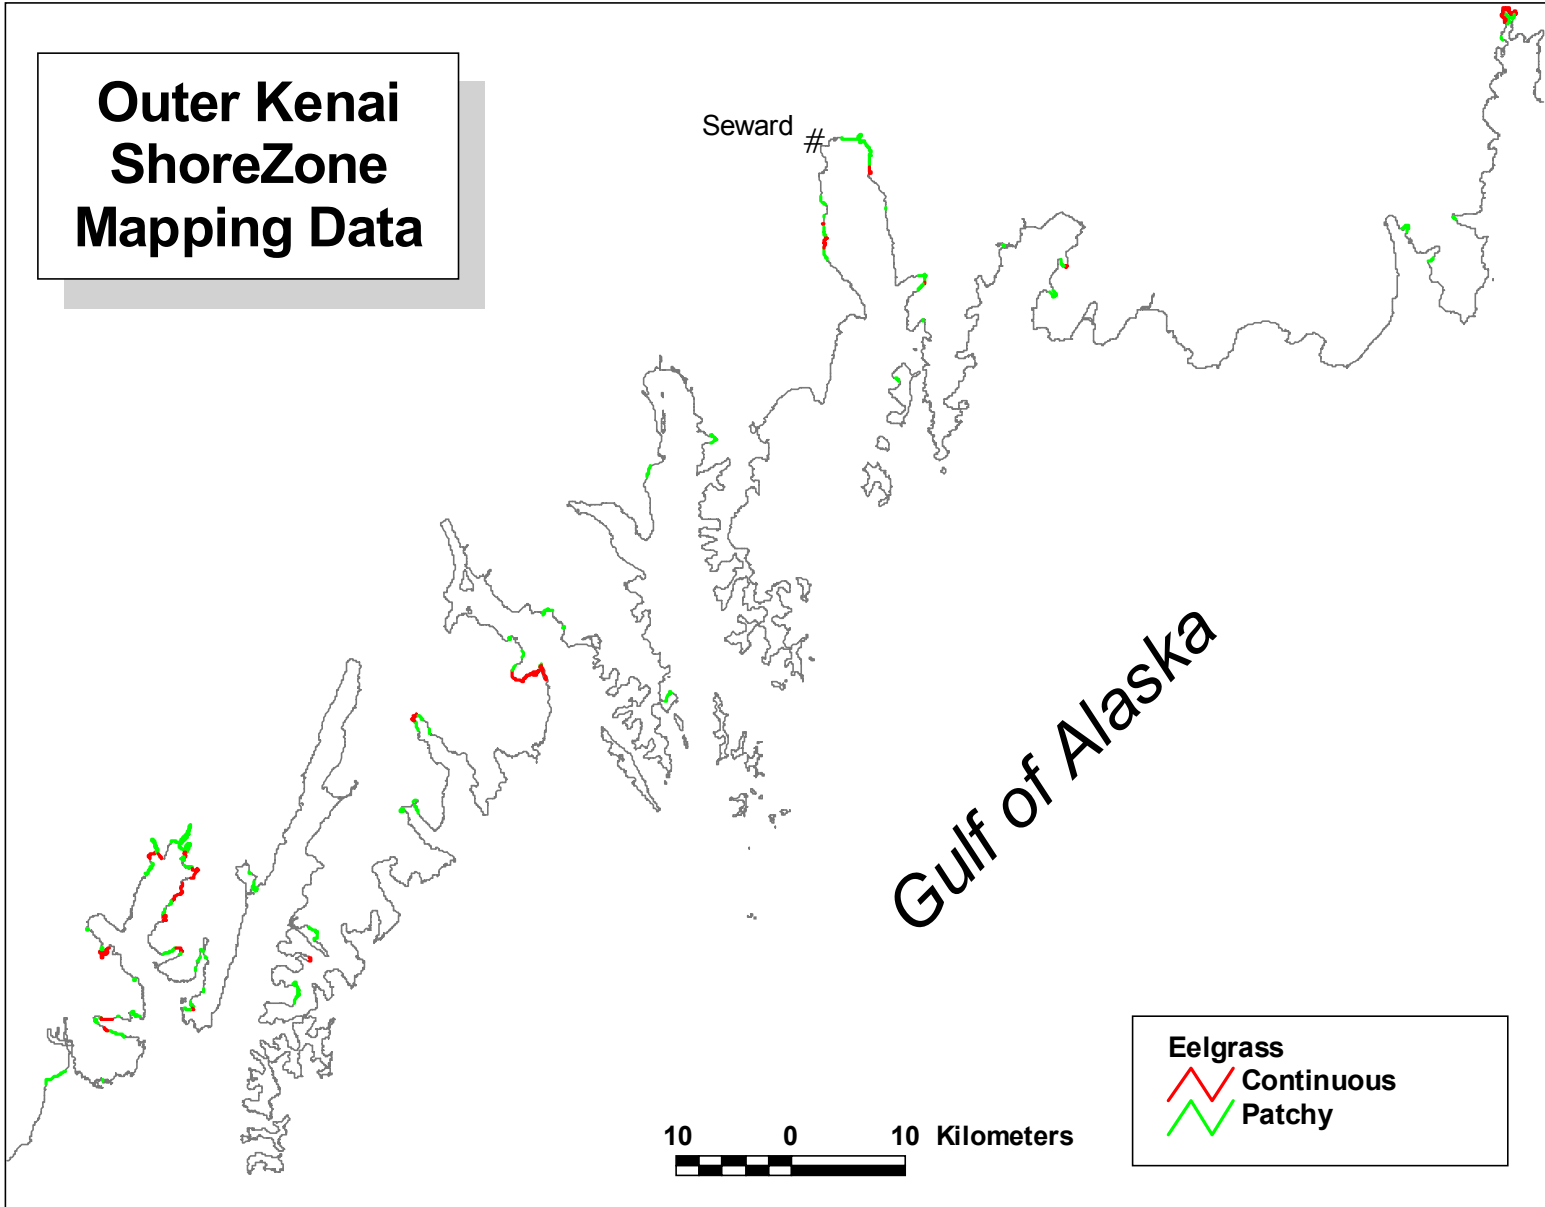 Outer Kenai
ShoreZone
Mapping Data
Seward #
Gulf of Alaska
Eelgrass
Continuous
Patchy
10 0 10 Kilometers